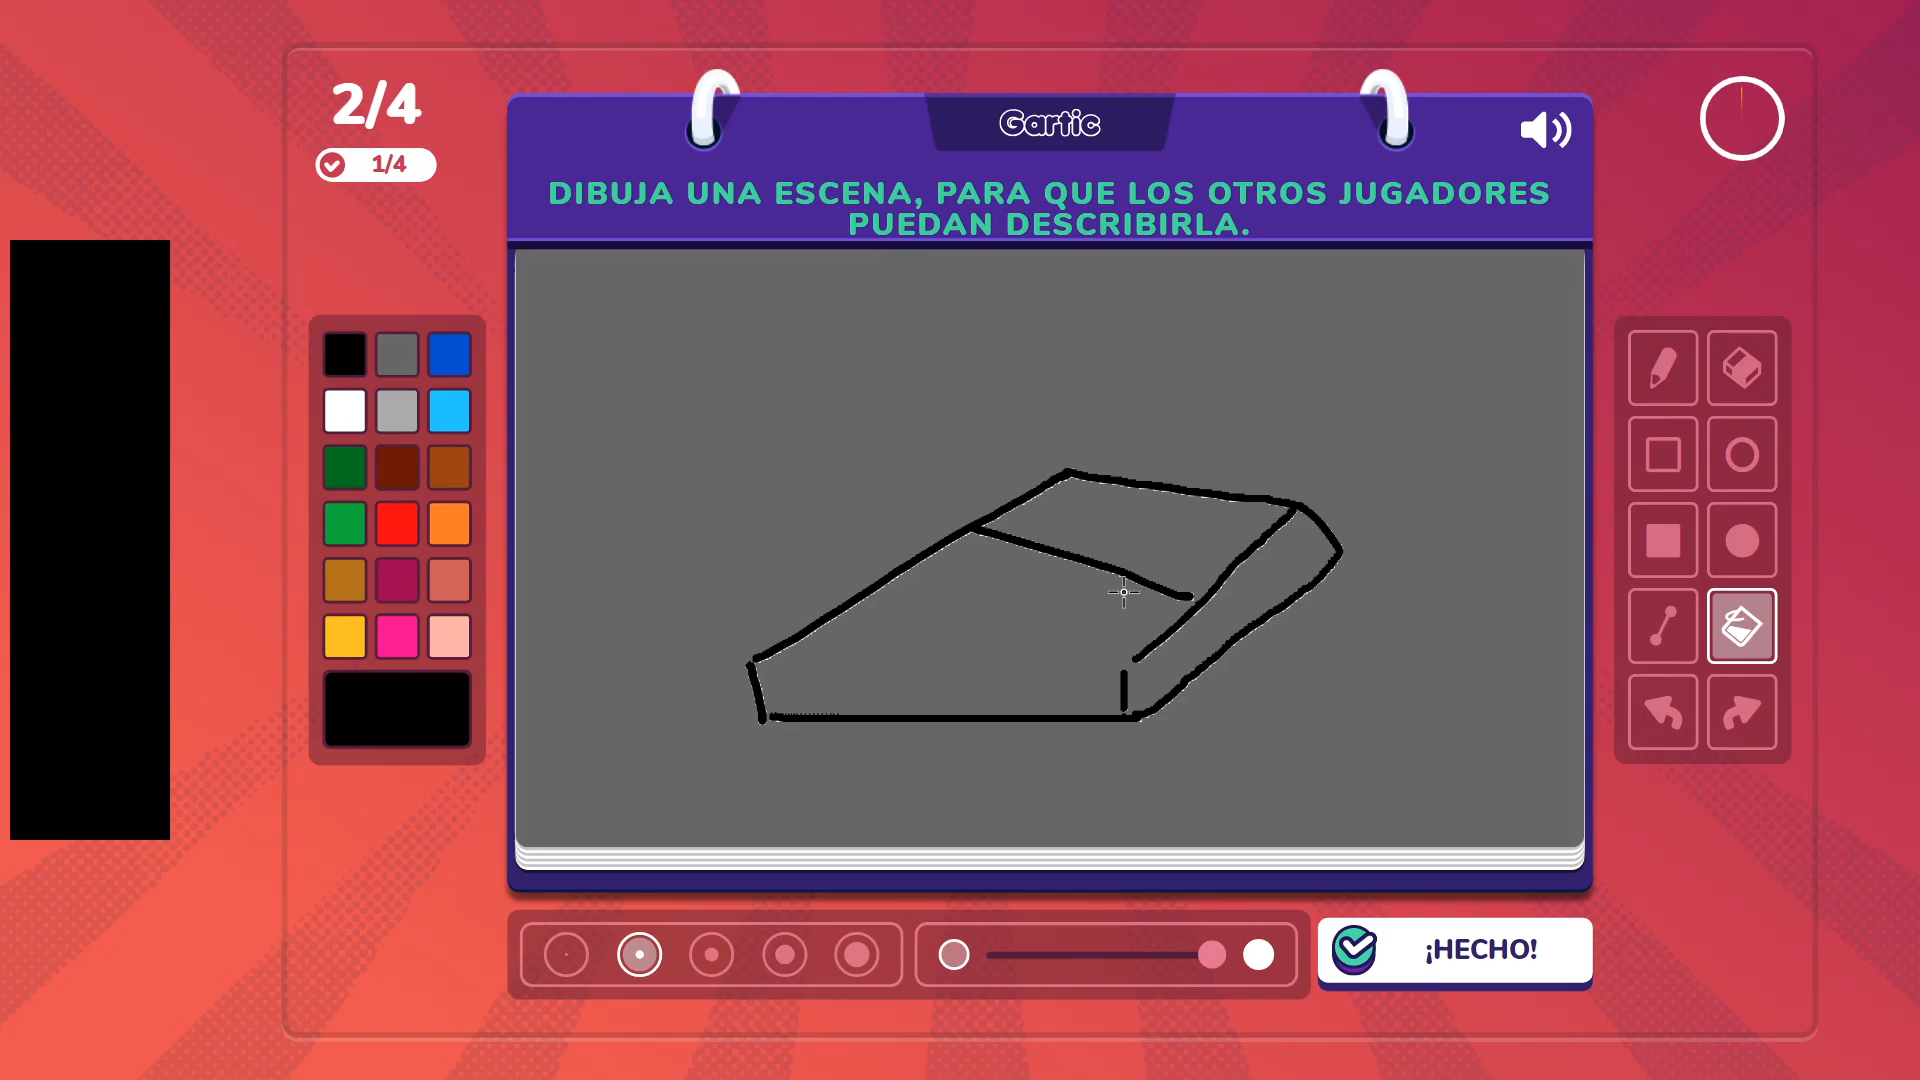 2/4
1/4
Gartic
DIBUJA UNA ESCENA, PARA QUE LOS OTROS JUGADORES
PUEDAN DESCRIBIRLA.
¡HECHO!